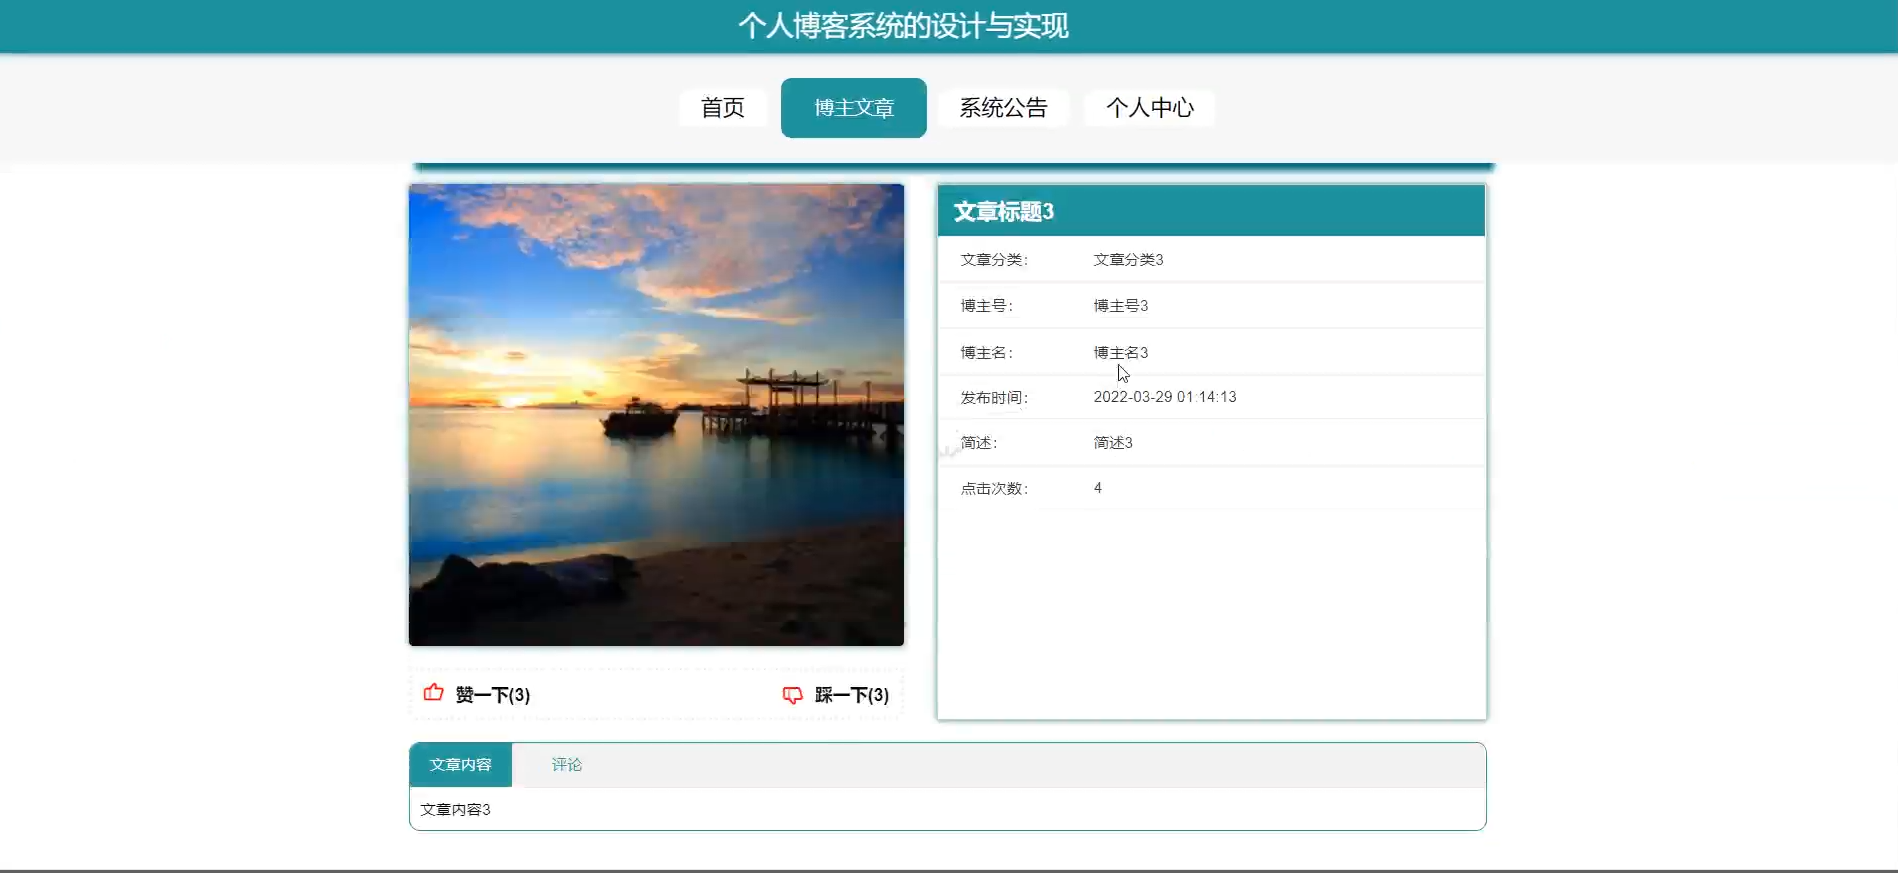 个人博客系统的设计与实现
首页 博主文章 系统公告 个人中心
文章标题3
文章分类： 文章分类3
博主号： 博主号3
博主名： 博主名3
发布时间： 2022-03-29 01:14:13
简述： 简述3
点击次数： 4
赞一下(3) 踩一下(3)
文章内容 评论
文章内容3